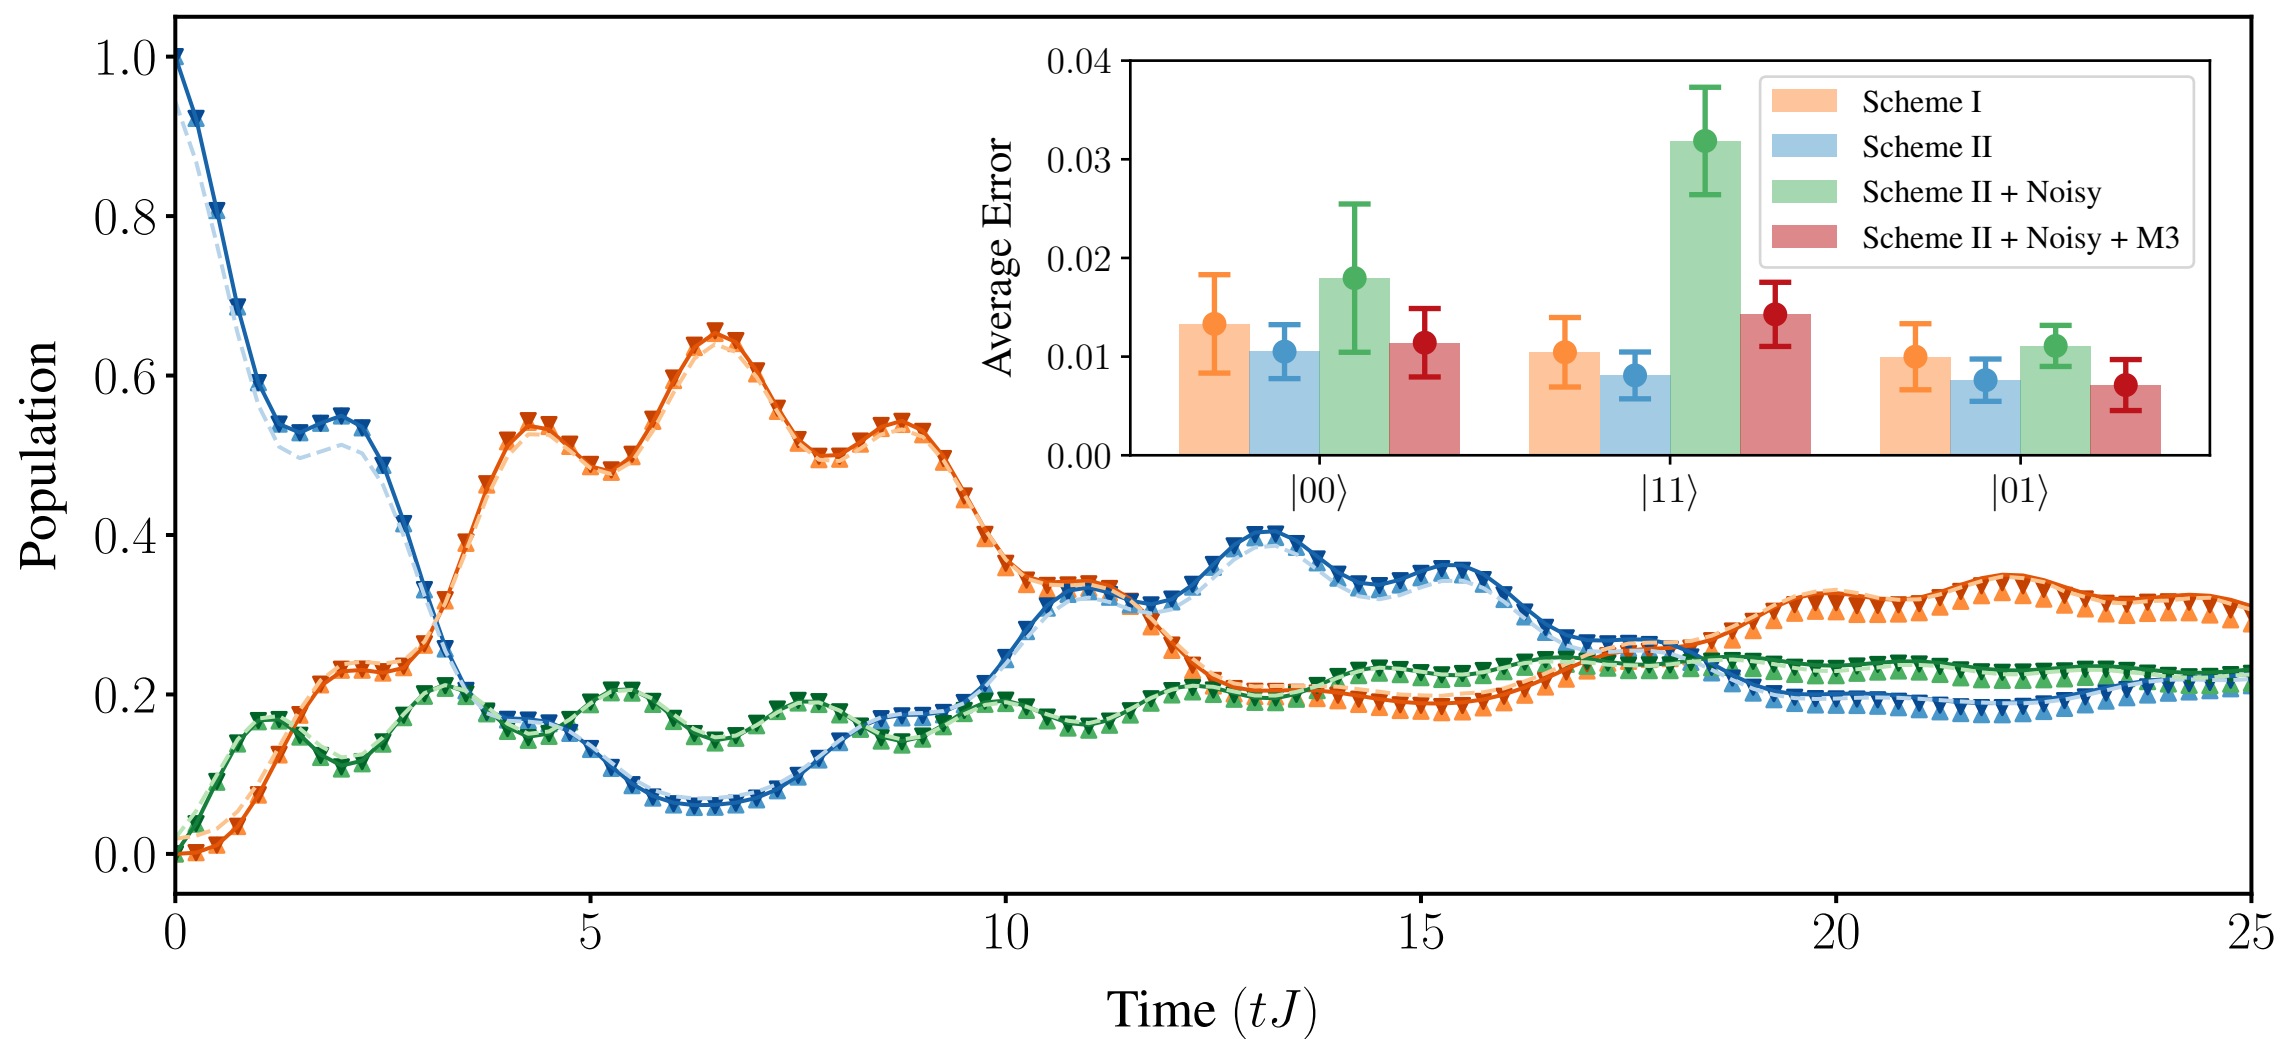 Population
1.0
0.8
0.6
0.4
0.2
0.0
0
5
10
15
20
25
Time (tJ)
Average Error
0.04
0.03
0.02
0.01
0.00
|00⟩
|11⟩
|01⟩
Scheme I
Scheme II
Scheme II + Noisy
Scheme II + Noisy + M3